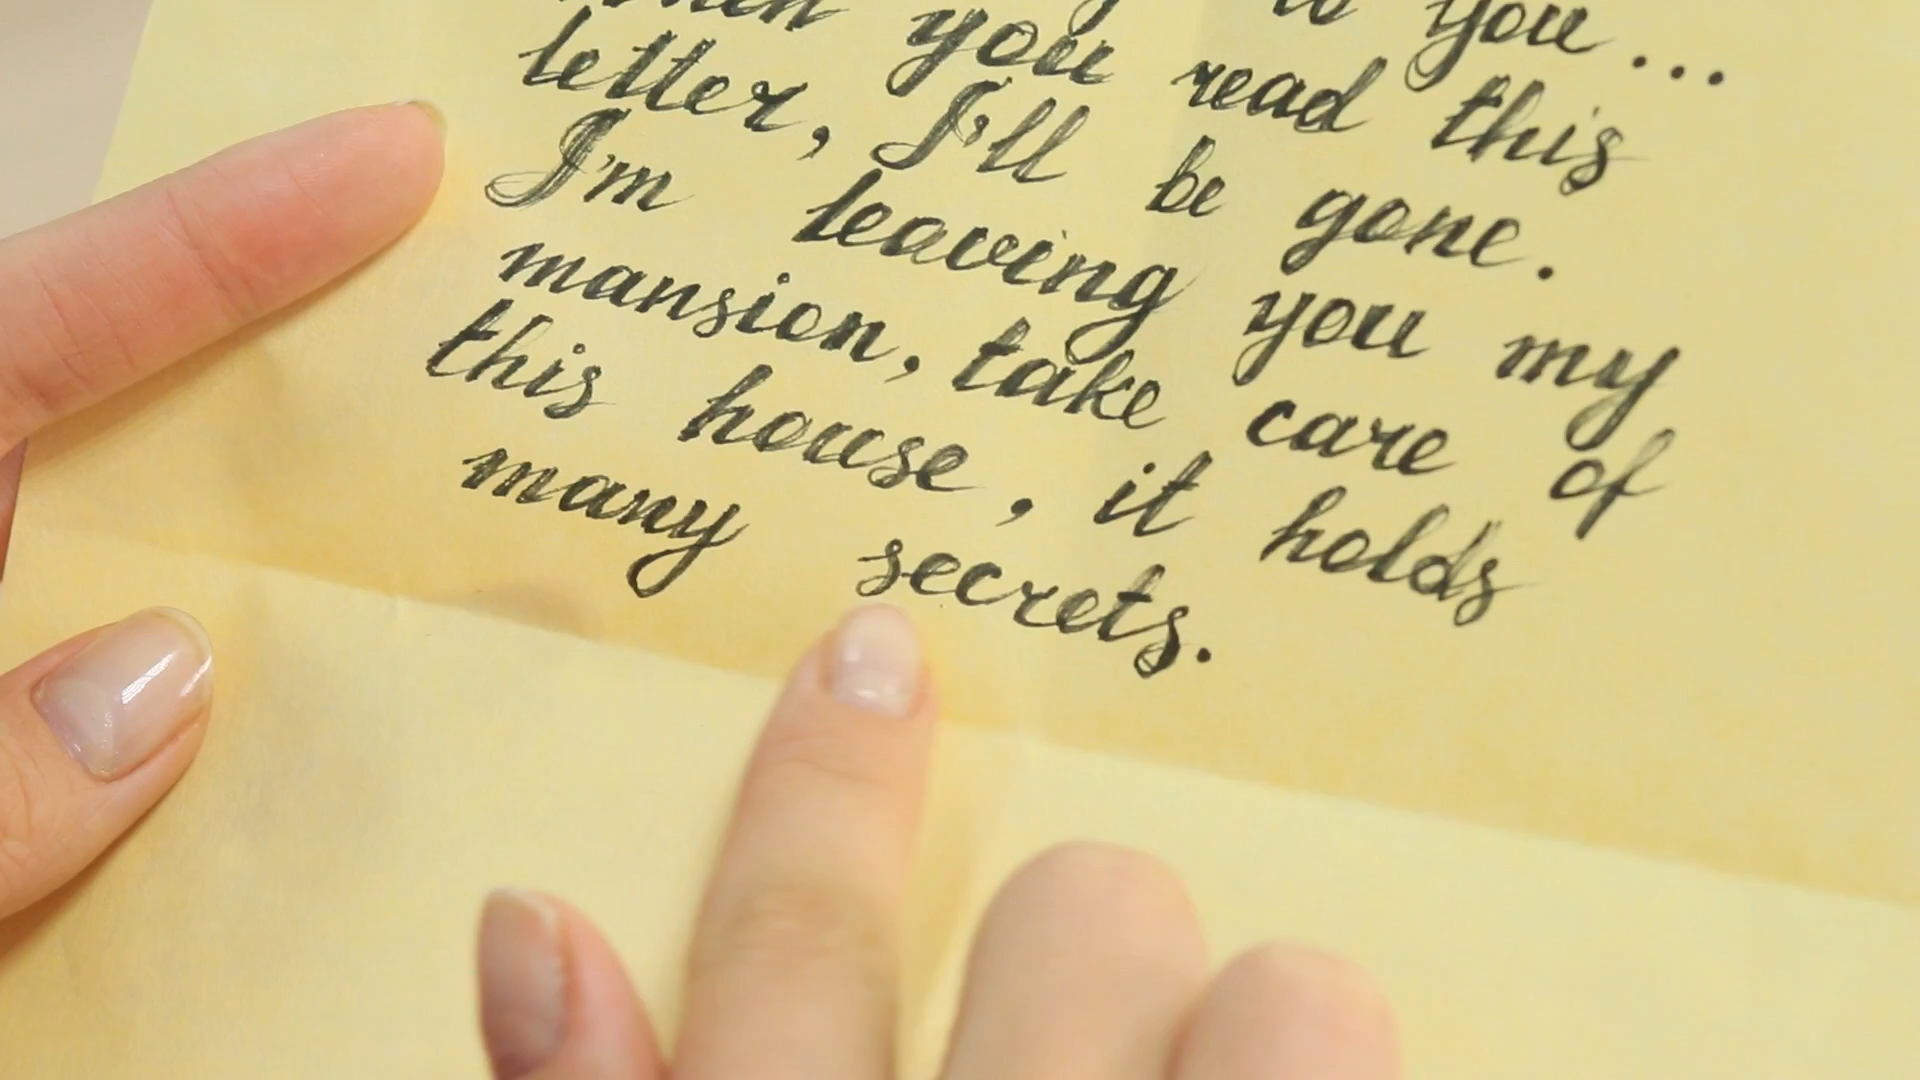 to you...
When you read this
letter, I'll be gone.
I'm leaving you my
mansion, take care of
this house, it holds
many secrets.